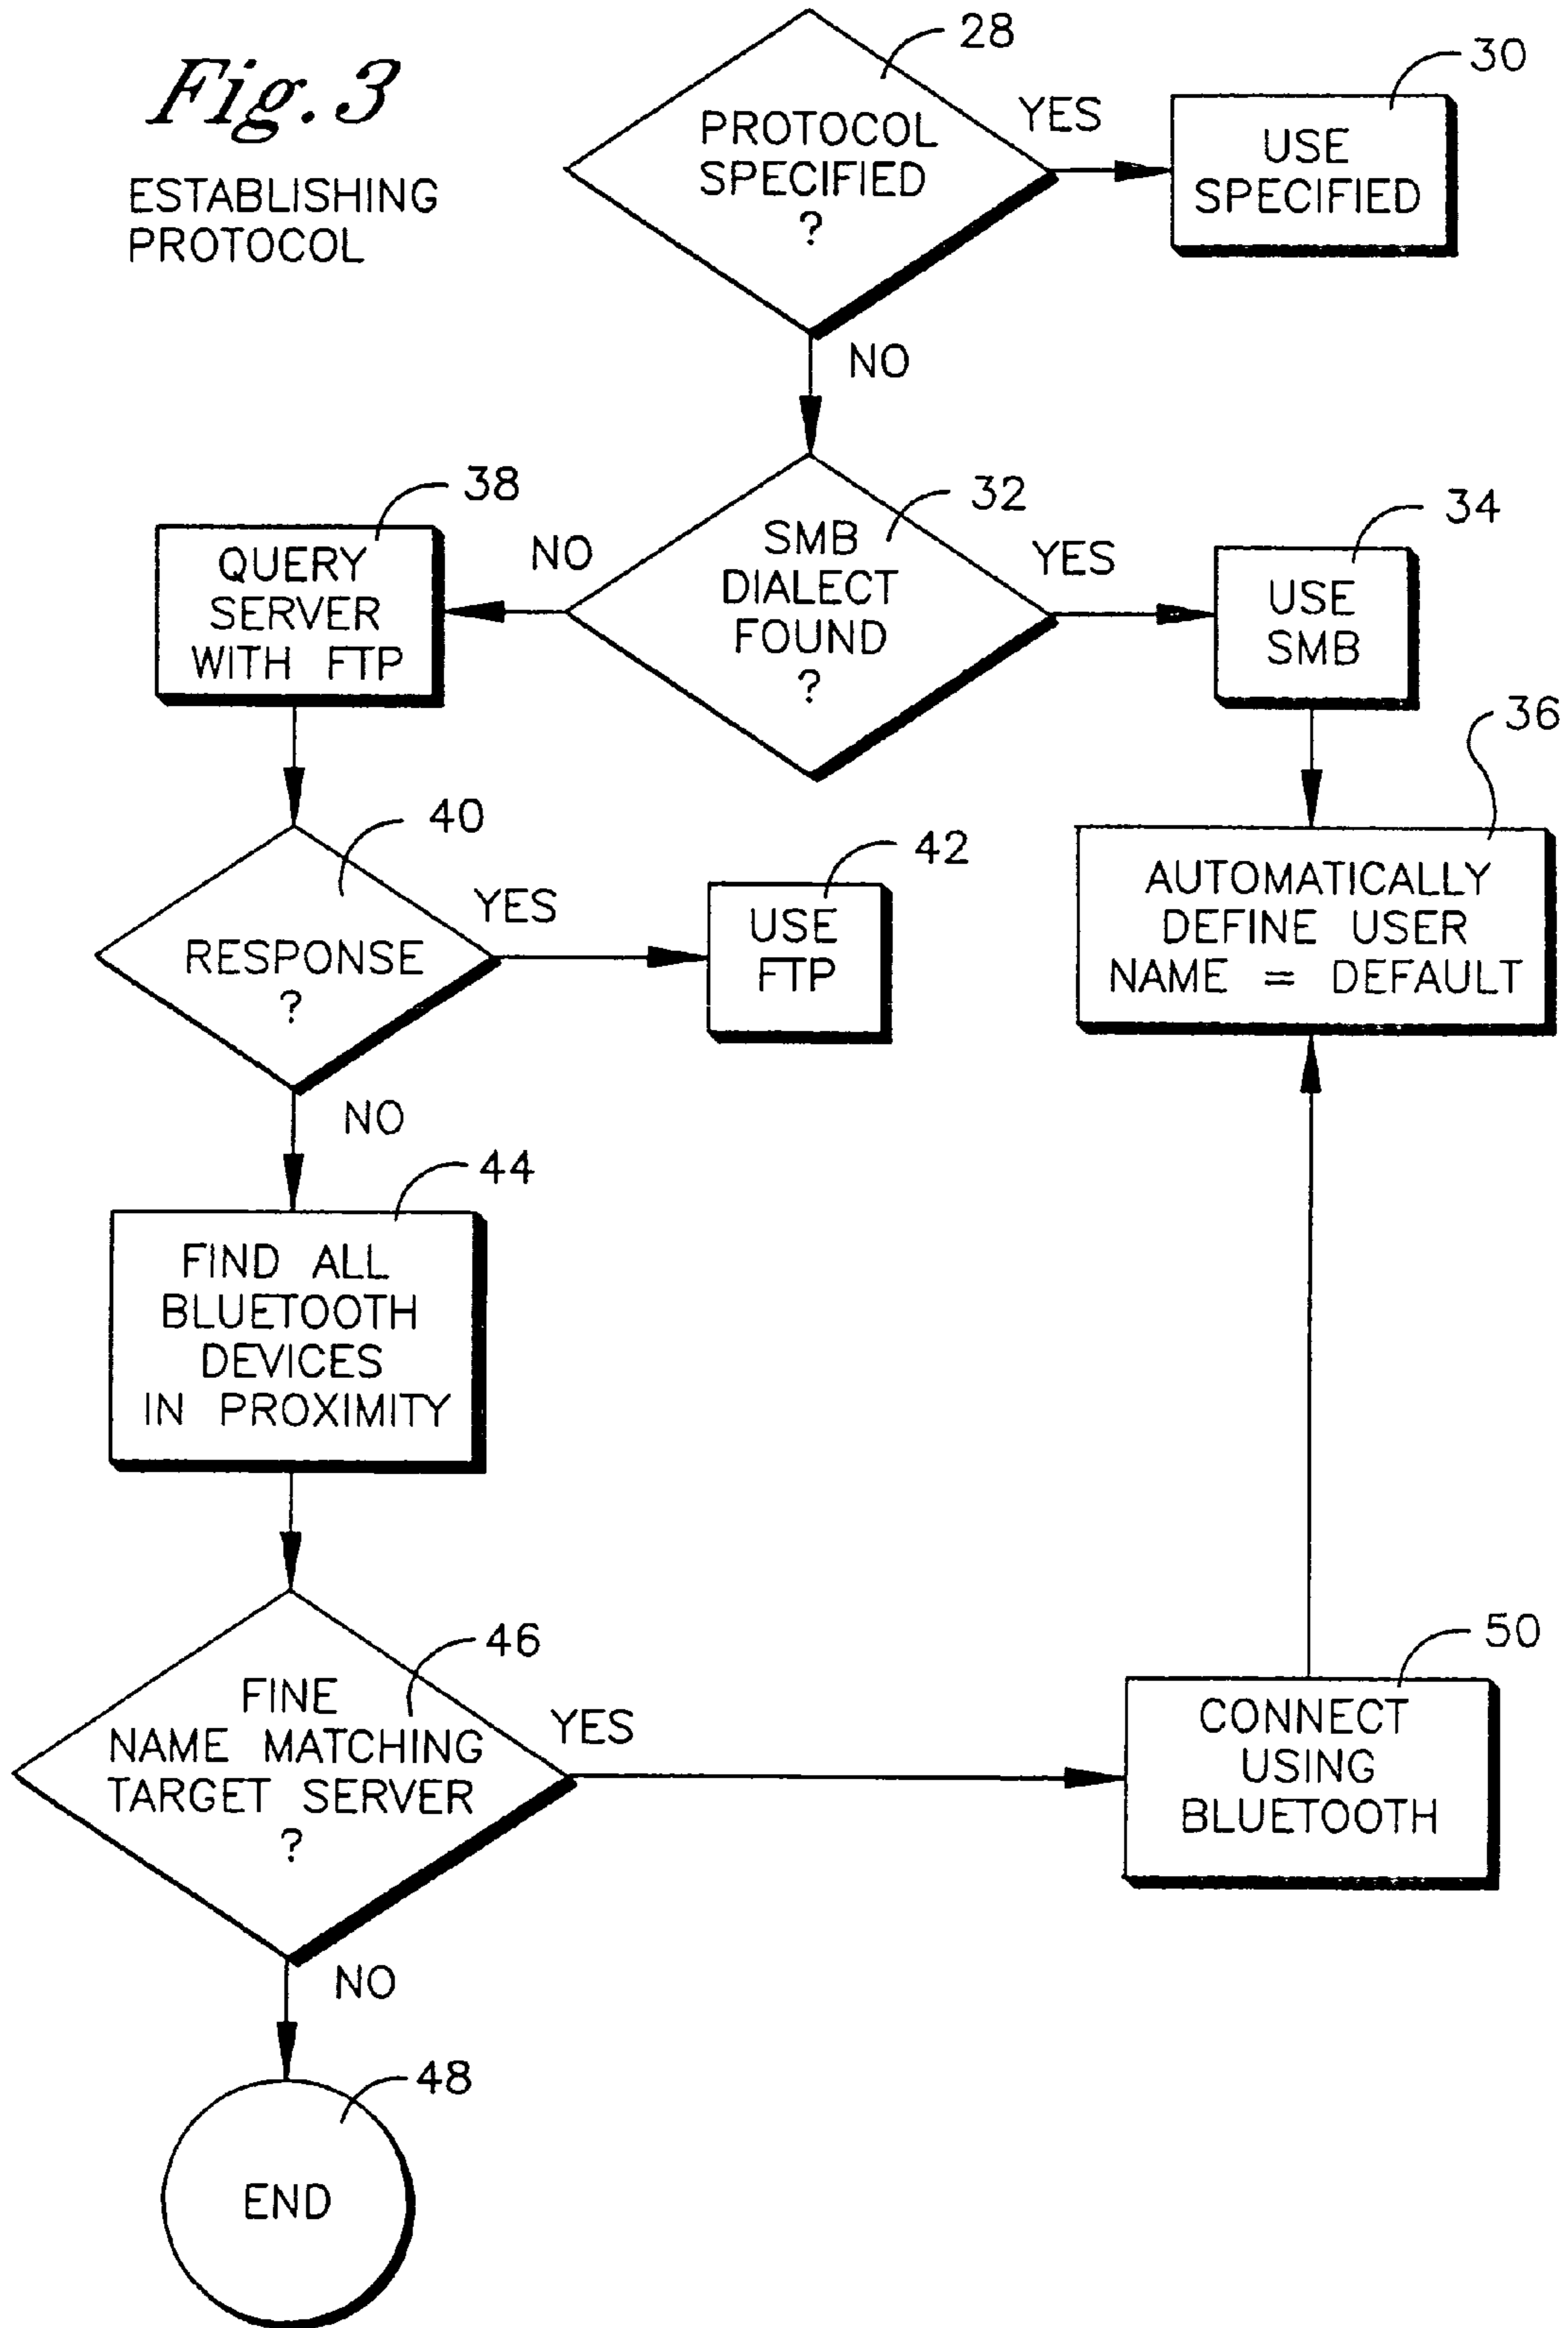 Fig. 3
ESTABLISHING
PROTOCOL
28
PROTOCOL
SPECIFIED
?
YES
30
USE
SPECIFIED
NO
32
SMB
DIALECT
FOUND
?
YES
34
USE
SMB
36
AUTOMATICALLY
DEFINE USER
NAME = DEFAULT
NO
38
QUERY
SERVER
WITH FTP
40
RESPONSE
?
YES
42
USE
FTP
NO
44
FIND ALL
BLUETOOTH
DEVICES
IN PROXIMITY
46
FINE
NAME MATCHING
TARGET SERVER
?
YES
50
CONNECT
USING
BLUETOOTH
NO
48
END